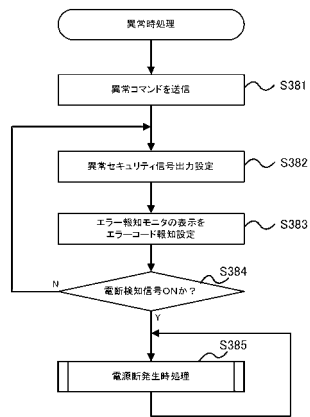 異常時処理
異常コマンドを送信
S381
異常セキュリティ信号出力設定
S382
エラー報知モニタの表示を
エラーコード報知設定
S383
電断検知信号ONか？
S384
N
Y
電源断発生時処理
S385